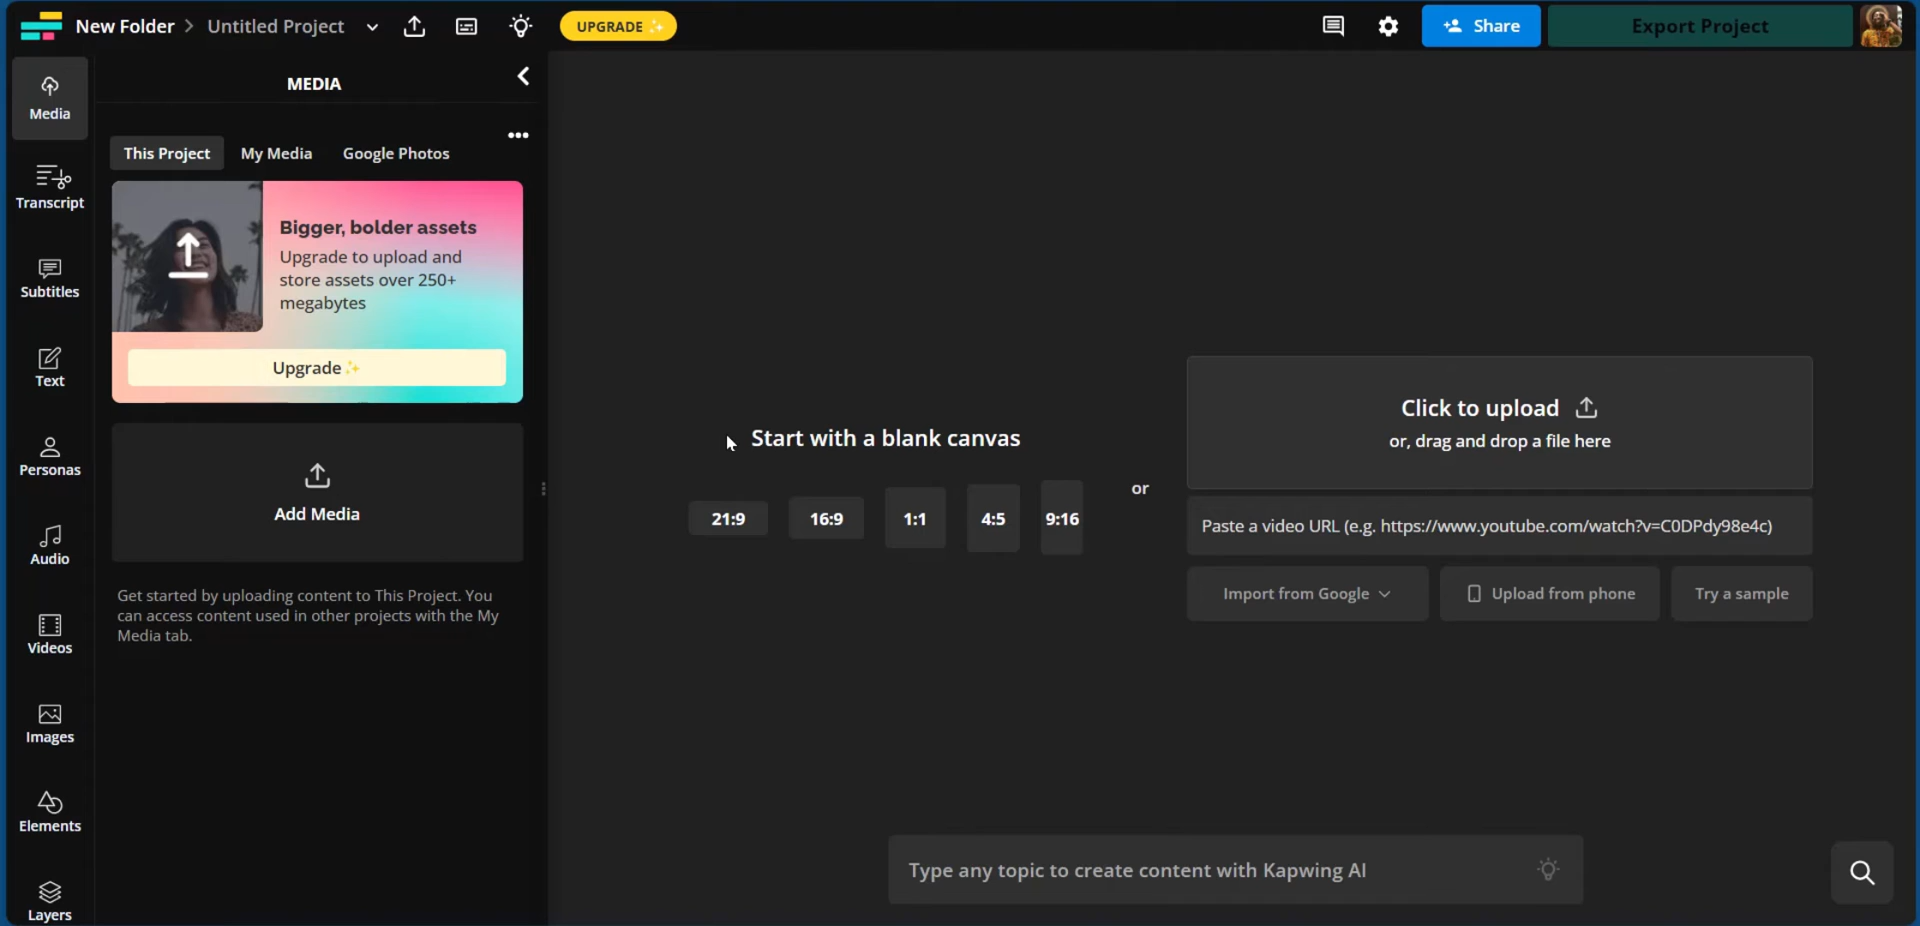 New Folder > Untitled Project
UPGRADE
Share
Export Project
Media
Transcript
Subtitles
Text
Personas
Audio
Videos
Images
Elements
Layers
MEDIA
This Project
My Media
Google Photos
Bigger, bolder assets
Upgrade to upload and
store assets over 250+
megabytes
Upgrade
Add Media
Get started by uploading content to This Project. You
can access content used in other projects with the My
Media tab.
Start with a blank canvas
21:9
16:9
1:1
4:5
9:16
or
Click to upload
or, drag and drop a file here
Paste a video URL (e.g. https://www.youtube.com/watch?v=C0DPdy98e4c)
Import from Google
Upload from phone
Try a sample
Type any topic to create content with Kapwing AI